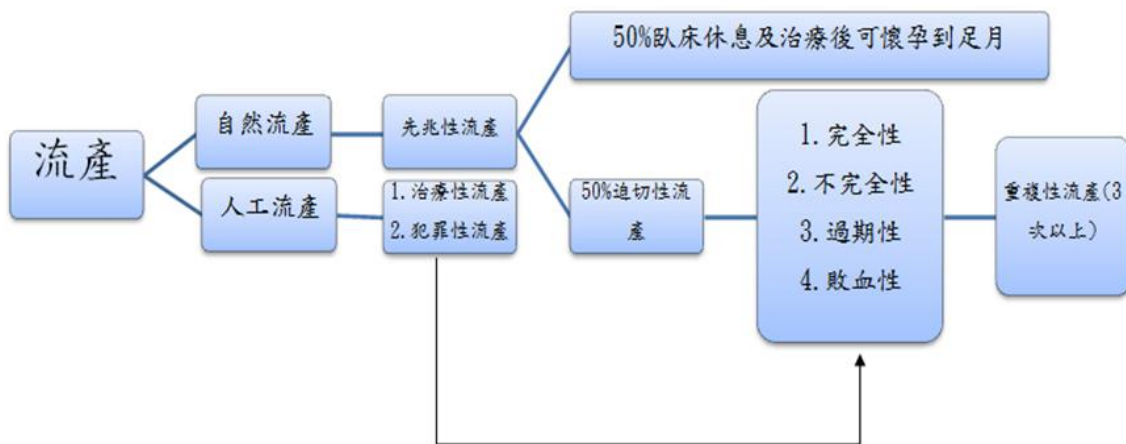 流產
自然流產
人工流產
先兆性流產
1.治療性流產
2.犯罪性流產
50%臥床休息及治療後可懷孕到足月
50%迫切性流
產
1.完全性
2.不完全性
3.過期性
4.敗血性
重複性流產(3
次以上)